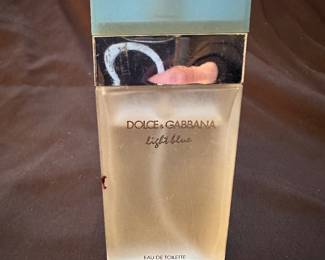 DOLCE & GABBANA
light blue
EAU DE TOILETTE